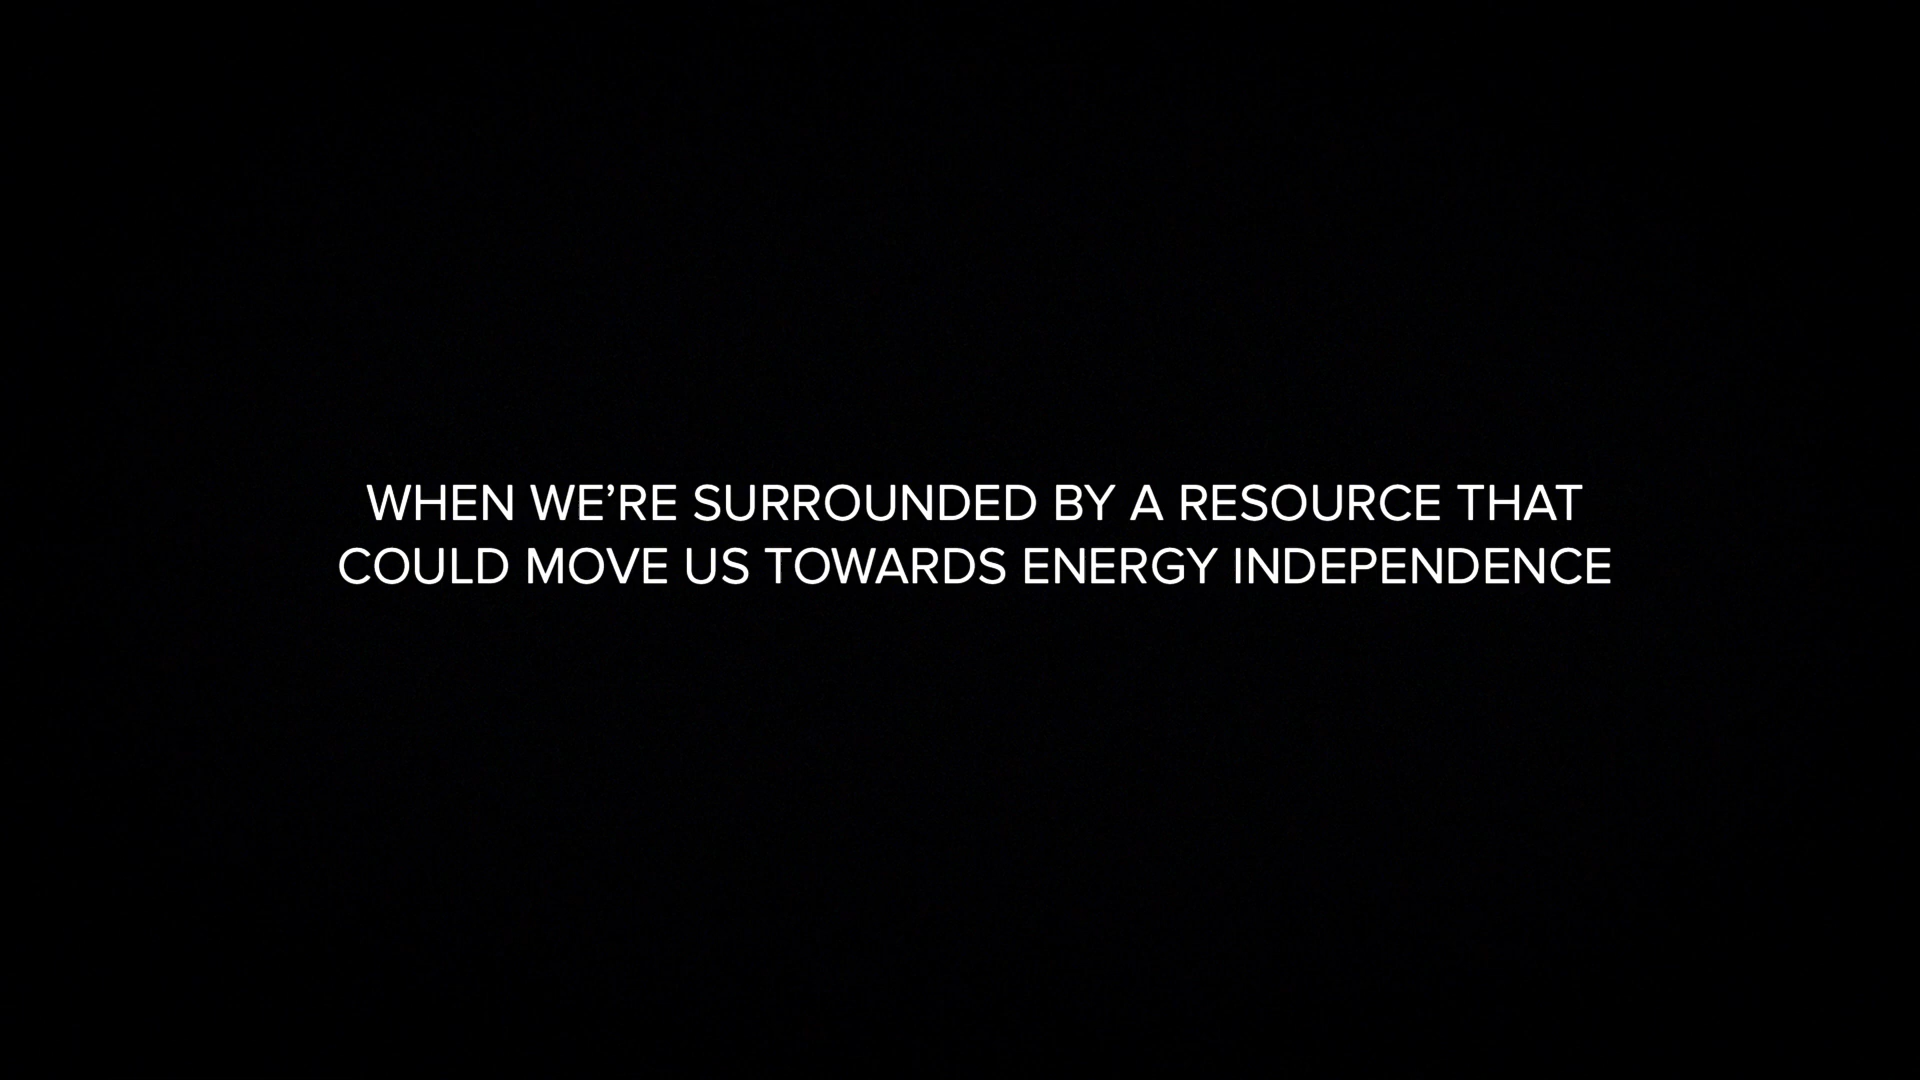 WHEN WE’RE SURROUNDED BY A RESOURCE THAT
COULD MOVE US TOWARDS ENERGY INDEPENDENCE